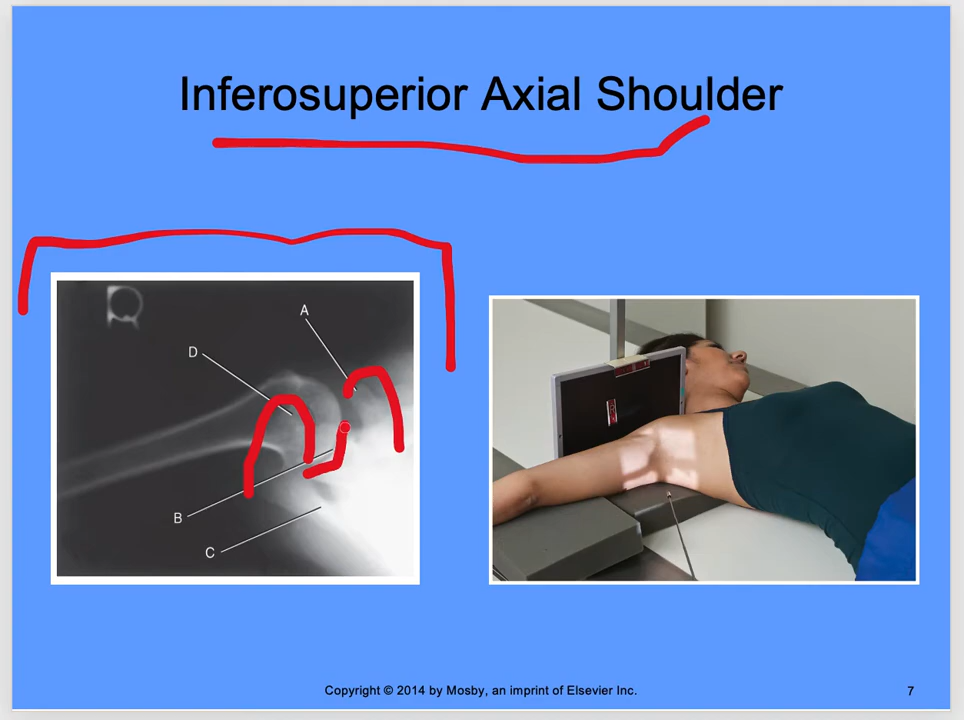 Inferosuperior Axial Shoulder
R
A
D
B
C
Copyright © 2014 by Mosby, an imprint of Elsevier Inc.
7